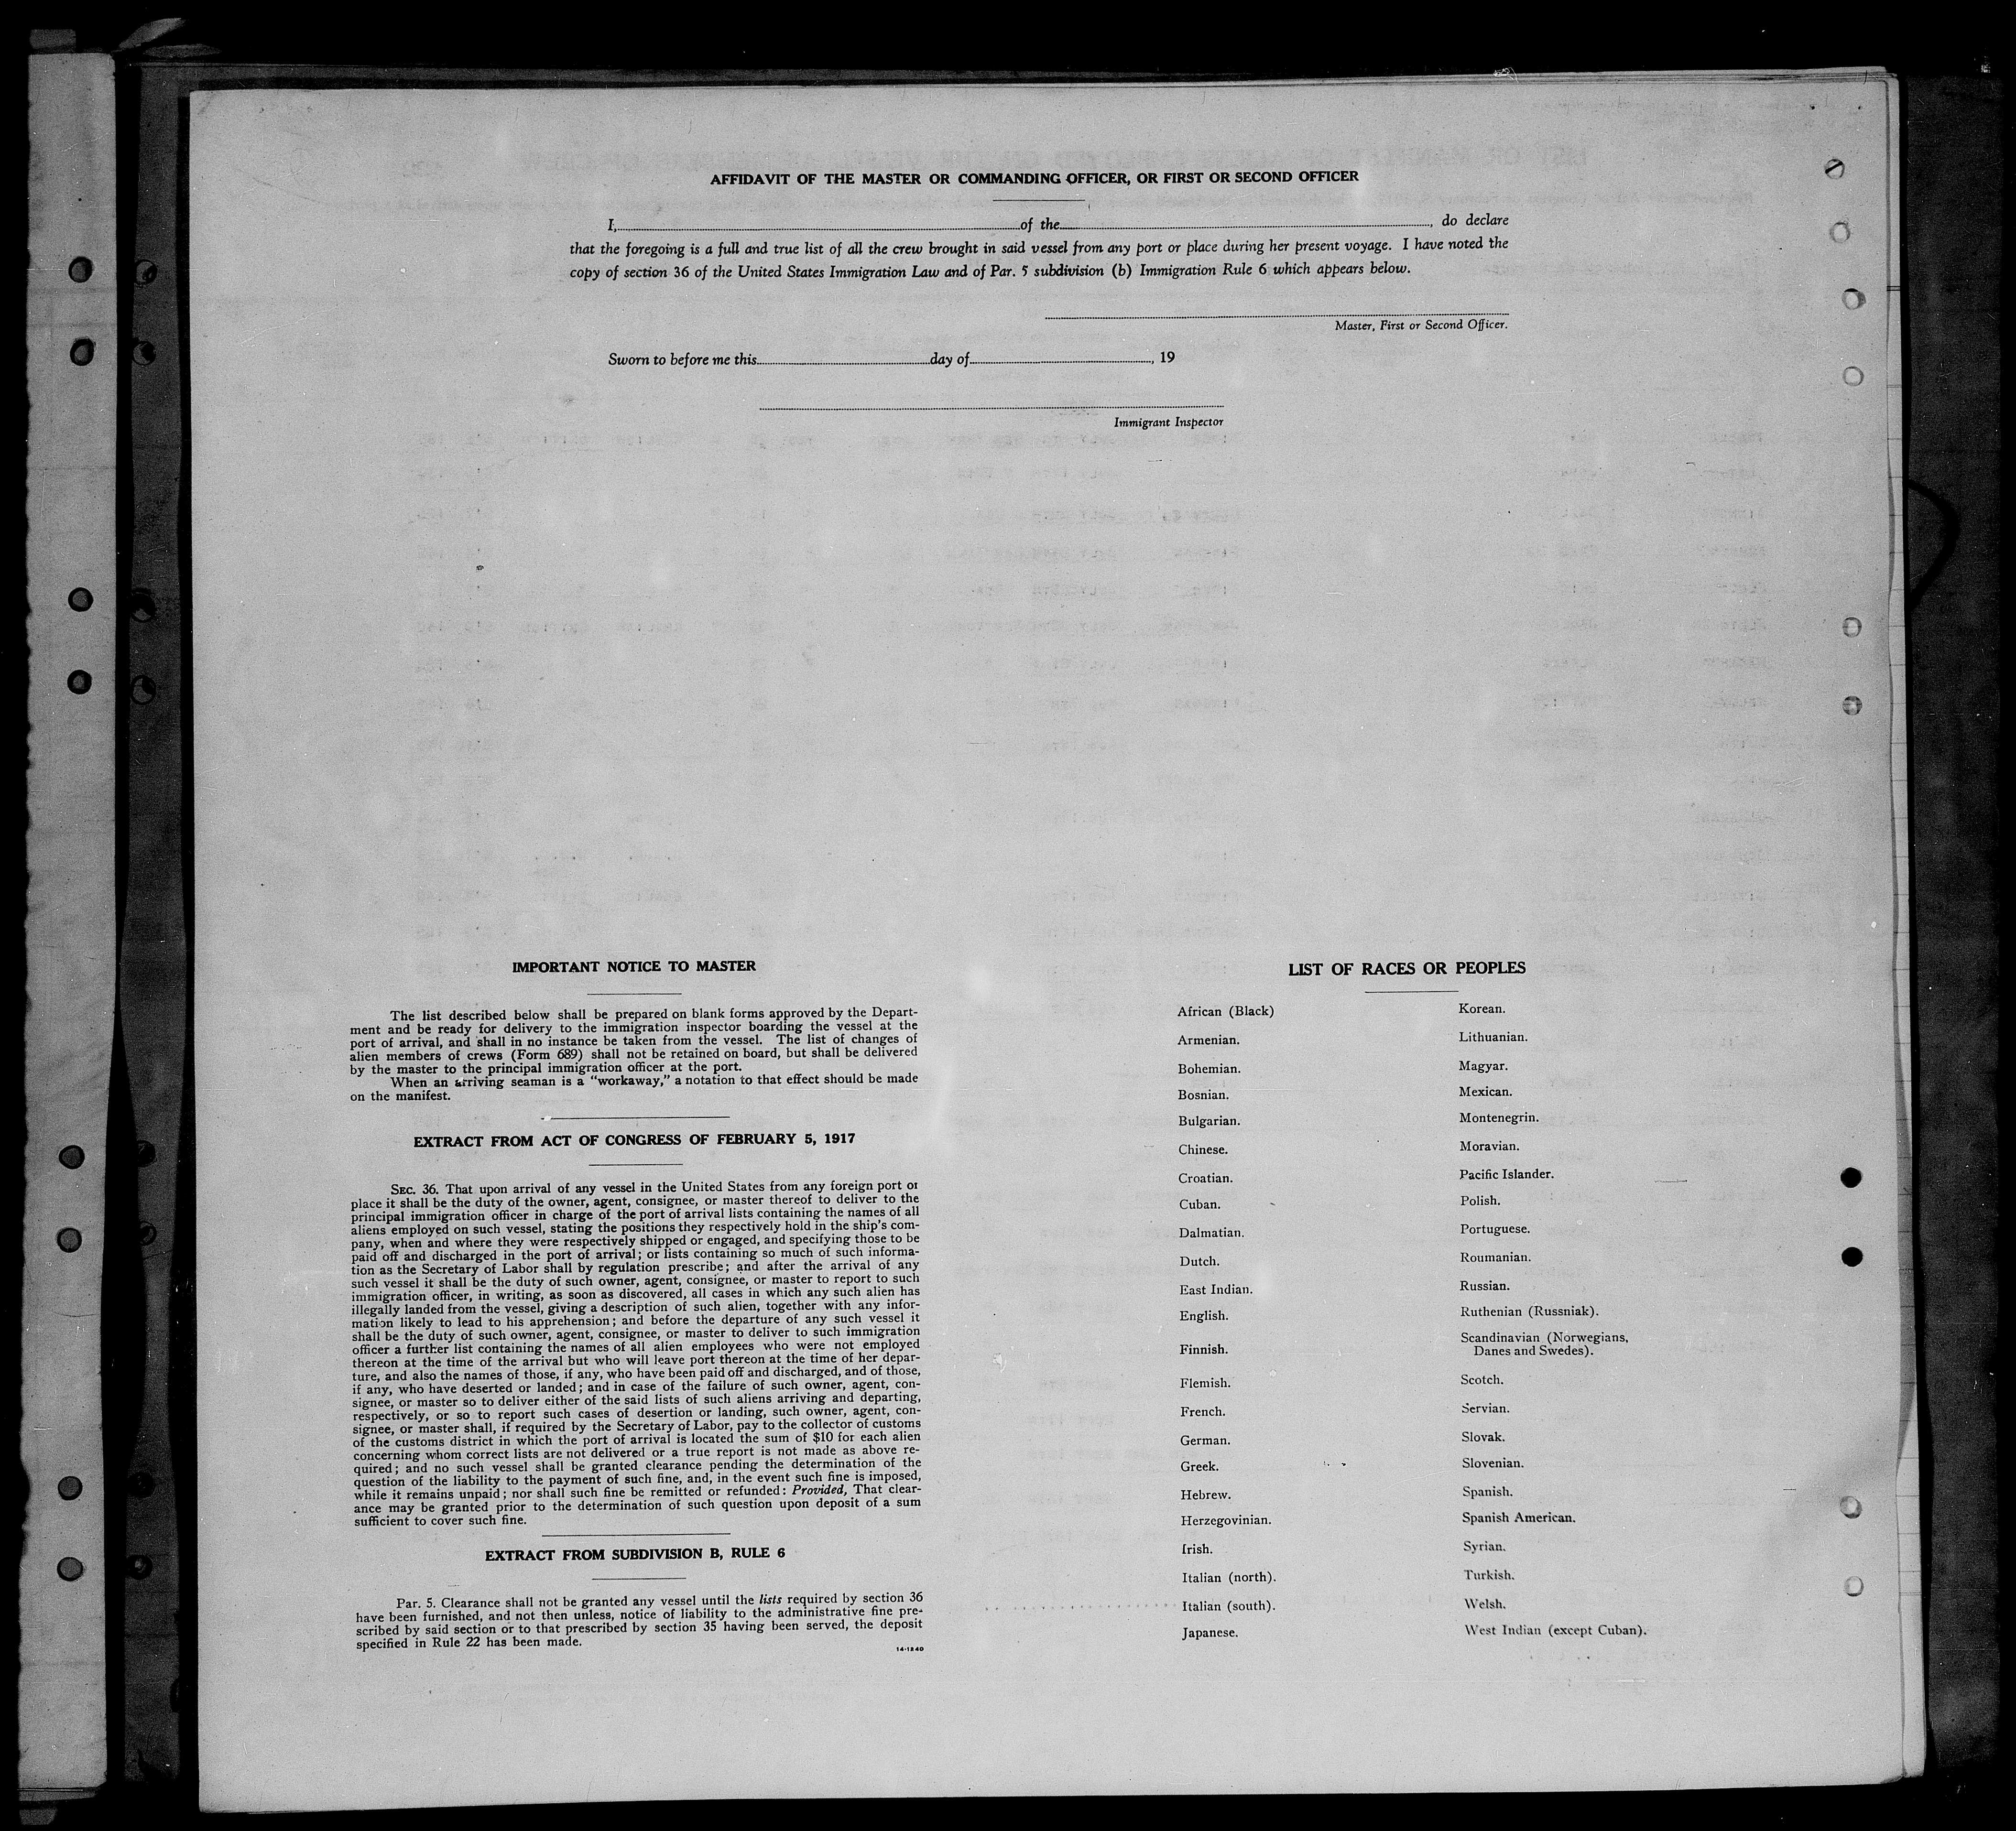 AFFIDAVIT OF THE MASTER OR COMMANDING OFFICER, OR FIRST OR SECOND OFFICER
I, of the , do declare
that the foregoing is a full and true list of all the crew brought in said vessel from any port or place during her present voyage. I have noted the
copy of section 36 of the United States Immigration Law and of Par. 5 subdivision (b) Immigration Rule 6 which appears below.
Master, First or Second Officer.
Sworn to before me this day of , 19
Immigrant Inspector
IMPORTANT NOTICE TO MASTER
The list described below shall be prepared on blank forms approved by the Depart-
ment and be ready for delivery to the immigration inspector boarding the vessel at the
port of arrival, and shall in no instance be taken from the vessel. The list of changes of
alien members of crews (Form 689) shall not be retained on board, but shall be delivered
by the master to the principal immigration officer at the port.
When an arriving seaman is a "workaway," a notation to that effect should be made
on the manifest.
EXTRACT FROM ACT OF CONGRESS OF FEBRUARY 5, 1917
SEC. 36. That upon arrival of any vessel in the United States from any foreign port or
place it shall be the duty of the owner, agent, consignee, or master thereof to deliver to the
principal immigration officer in charge of the port of arrival lists containing the names of all
aliens employed on such vessel, stating the positions they respectively hold in the ship's com-
pany, when and where they were respectively shipped or engaged, and specifying those to be
paid off and discharged in the port of arrival; or lists containing so much of such informa-
tion as the Secretary of Labor shall by regulation prescribe; and after the arrival of any
such vessel it shall be the duty of such owner, agent, consignee, or master to report to such
immigration officer, in writing, as soon as discovered, all cases in which any such alien has
illegally landed from the vessel, giving a description of such alien, together with any infor-
mation likely to lead to his apprehension; and before the departure of any such vessel it
shall be the duty of such owner, agent, consignee, or master to deliver to such immigration
officer a further list containing the names of all alien employees who were not employed
thereon at the time of the arrival but who will leave port thereon at the time of her depar-
ture, and also the names of those, if any, who have been paid off and discharged, and of those,
if any, who have deserted or landed; and in case of the failure of such owner, agent, con-
signee, or master so to deliver either of the said lists of such aliens arriving and departing,
respectively, or so to report such cases of desertion or landing, such owner, agent, con-
signee, or master shall, if required by the Secretary of Labor, pay to the collector of customs
of the customs district in which the port of arrival is located the sum of $10 for each alien
concerning whom correct lists are not delivered or a true report is not made as above re-
quired; and no such vessel shall be granted clearance pending the determination of the
question of the liability to the payment of such fine, and, in the event such fine is imposed,
while it remains unpaid; nor shall such fine be remitted or refunded: Provided, That clear-
ance may be granted prior to the determination of such question upon deposit of a sum
sufficient to cover such fine.
EXTRACT FROM SUBDIVISION B, RULE 6
Par. 5. Clearance shall not be granted any vessel until the lists required by section 36
have been furnished, and not then unless, notice of liability to the administrative fine pre-
scribed by said section or to that prescribed by section 35 having been served, the deposit
specified in Rule 22 has been made.
14-1240
LIST OF RACES OR PEOPLES
African (Black)
Armenian.
Bohemian.
Bosnian.
Bulgarian.
Chinese.
Croatian.
Cuban.
Dalmatian.
Dutch.
East Indian.
English.
Finnish.
Flemish.
French.
German.
Greek.
Hebrew.
Herzegovinian.
Irish.
Italian (north).
Italian (south).
Japanese.
Korean.
Lithuanian.
Magyar.
Mexican.
Montenegrin.
Moravian.
Pacific Islander.
Polish.
Portuguese.
Roumanian.
Russian.
Ruthenian (Russniak).
Scandinavian (Norwegians,
Danes and Swedes).
Scotch.
Servian.
Slovak.
Slovenian.
Spanish.
Spanish American.
Syrian.
Turkish.
Welsh.
West Indian (except Cuban).